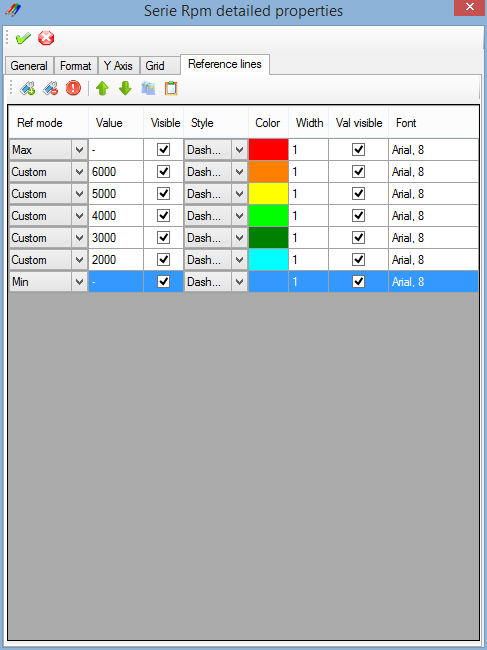 Serie Rpm detailed properties
General Format Y Axis Grid Reference lines
Ref mode Value Visible Style Color Width Val visible Font
Max - Dash... 1 Arial, 8
Custom 6000 Dash... 1 Arial, 8
Custom 5000 Dash... 1 Arial, 8
Custom 4000 Dash... 1 Arial, 8
Custom 3000 Dash... 1 Arial, 8
Custom 2000 Dash... 1 Arial, 8
Min - Dash... 1 Arial, 8